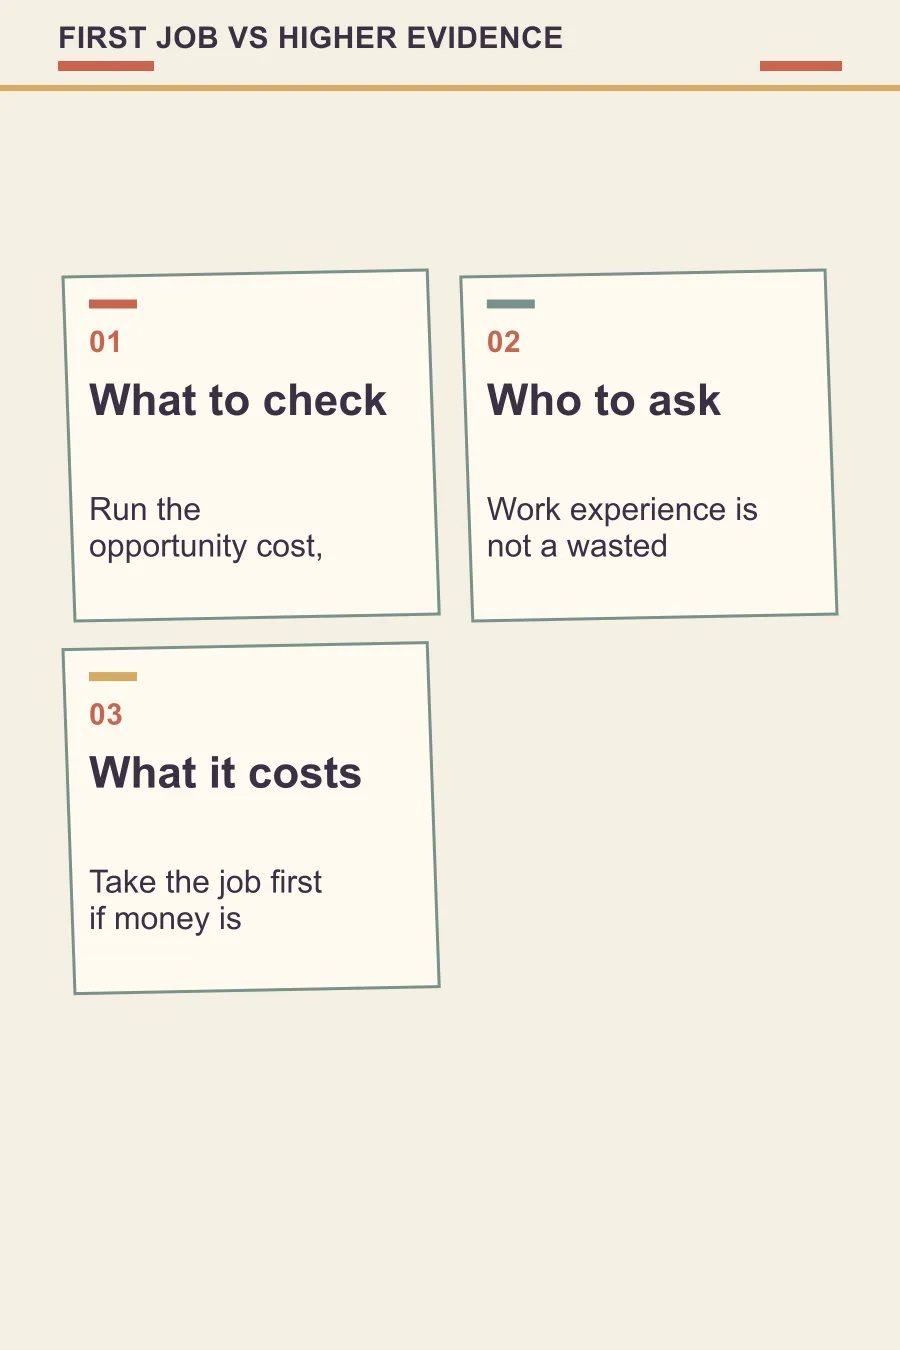 FIRST JOB VS HIGHER EVIDENCE
01
What to check
Run the
opportunity cost,
02
Who to ask
Work experience is
not a wasted
03
What it costs
Take the job first
if money is